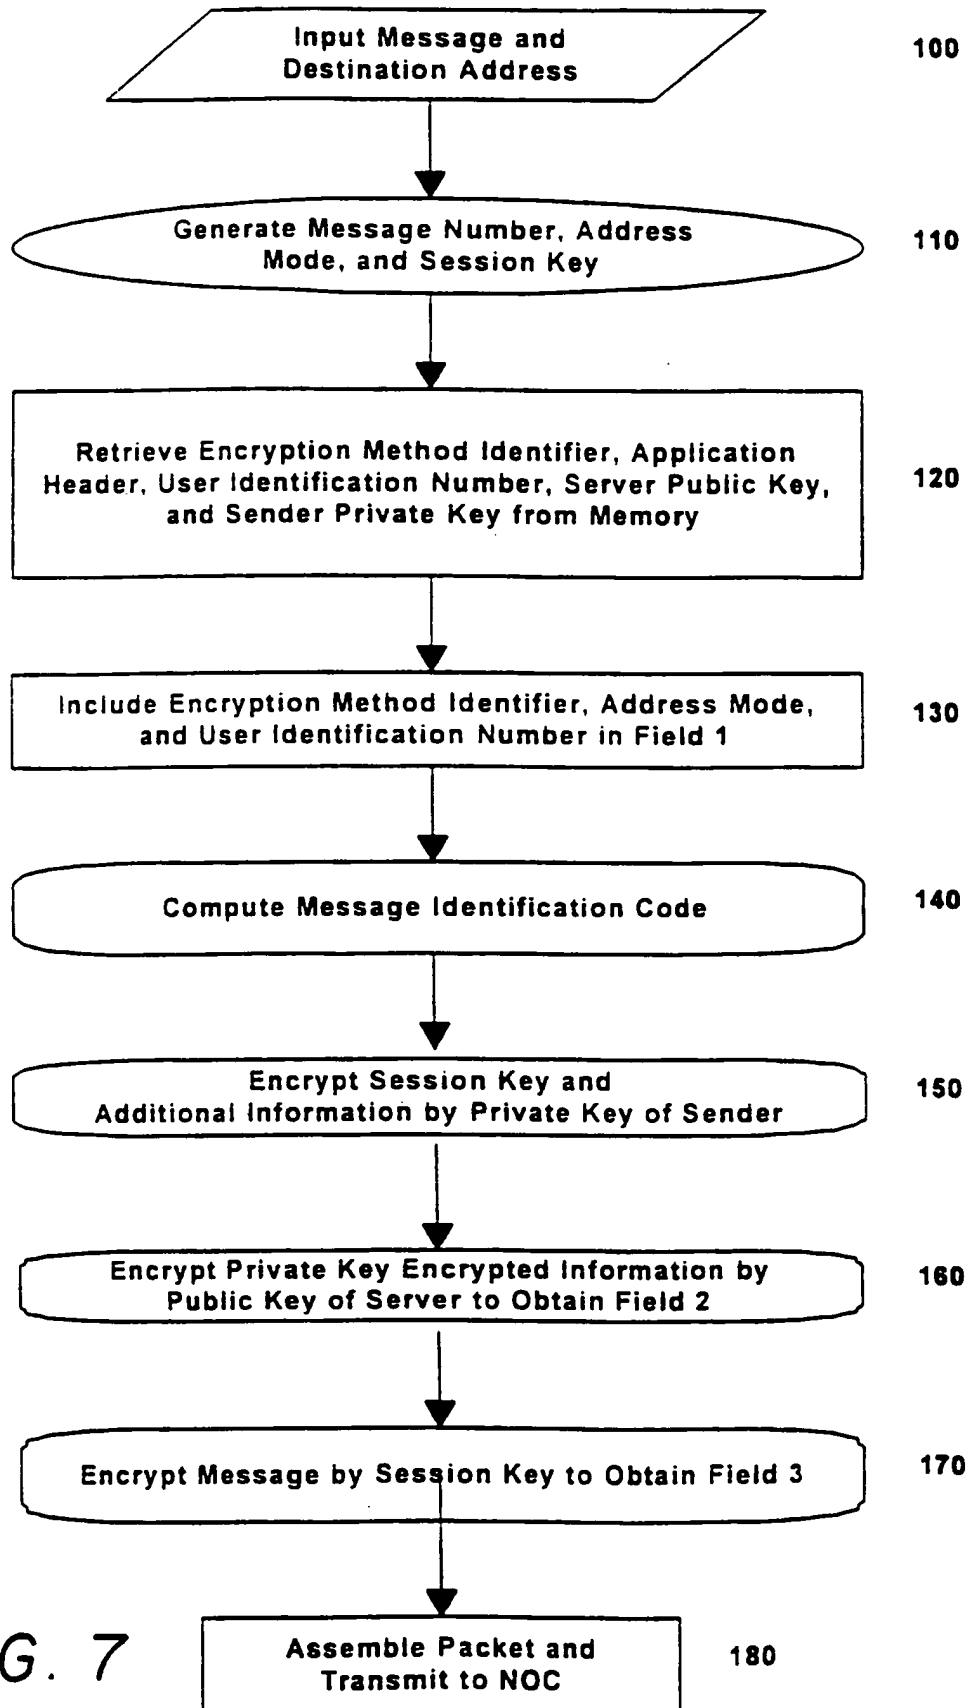 Input Message and
Destination Address
100
Generate Message Number, Address
Mode, and Session Key
110
Retrieve Encryption Method Identifier, Application
Header, User Identification Number, Server Public Key,
and Sender Private Key from Memory
120
Include Encryption Method Identifier, Address Mode,
and User Identification Number in Field 1
130
Compute Message Identification Code
140
Encrypt Session Key and
Additional Information by Private Key of Sender
150
Encrypt Private Key Encrypted Information by
Public Key of Server to Obtain Field 2
160
Encrypt Message by Session Key to Obtain Field 3
170
Assemble Packet and
Transmit to NOC
180
G. 7